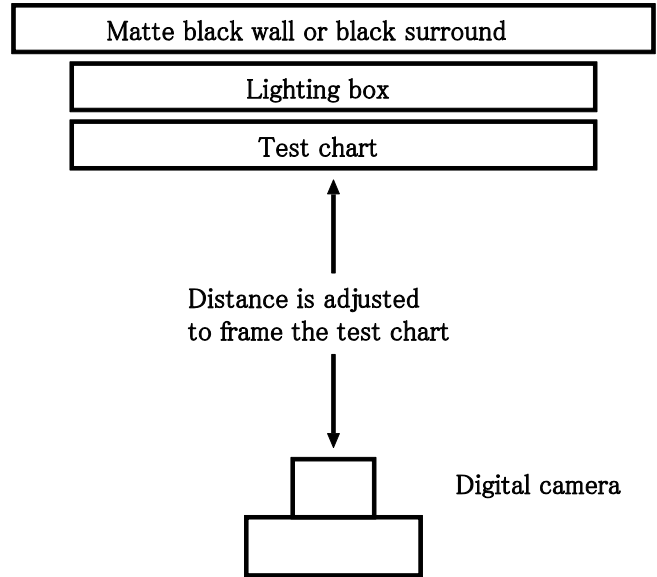 Matte black wall or black surround
Lighting box
Test chart
Distance is adjusted
to frame the test chart
Digital camera